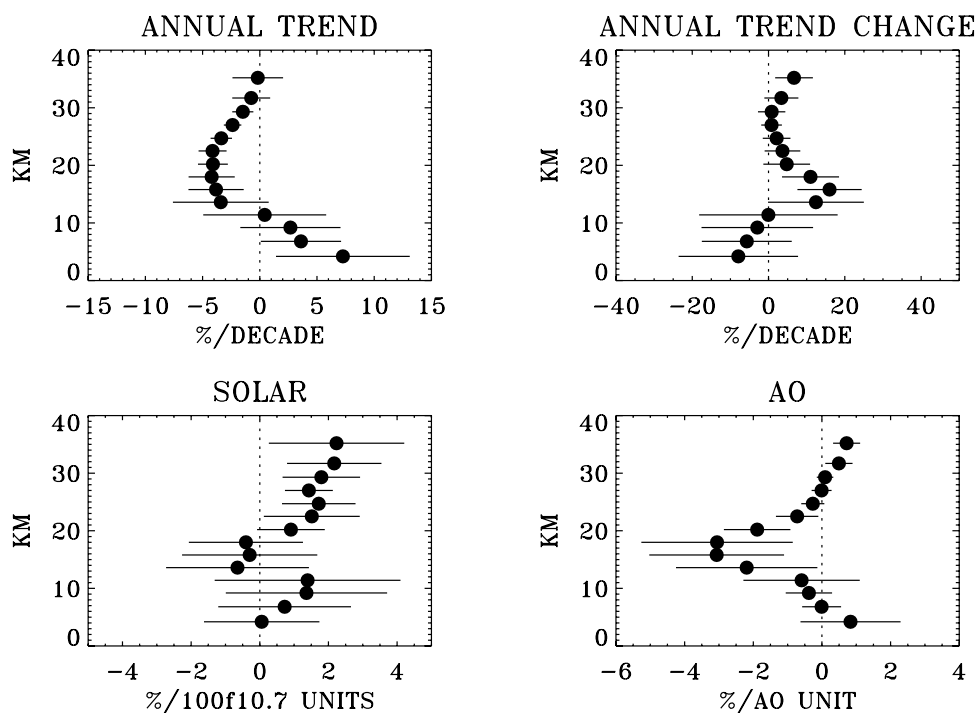 ANNUAL TREND
ANNUAL TREND CHANGE
40
30
20
10
0
KM
-15 -10 -5 0 5 10 15
%/DECADE
40
30
20
10
0
KM
-40 -20 0 20 40
%/DECADE
SOLAR
AO
40
30
20
10
0
KM
-4 -2 0 2 4
%/100f10.7 UNITS
40
30
20
10
0
KM
-6 -4 -2 0 2 4
%/AO UNIT